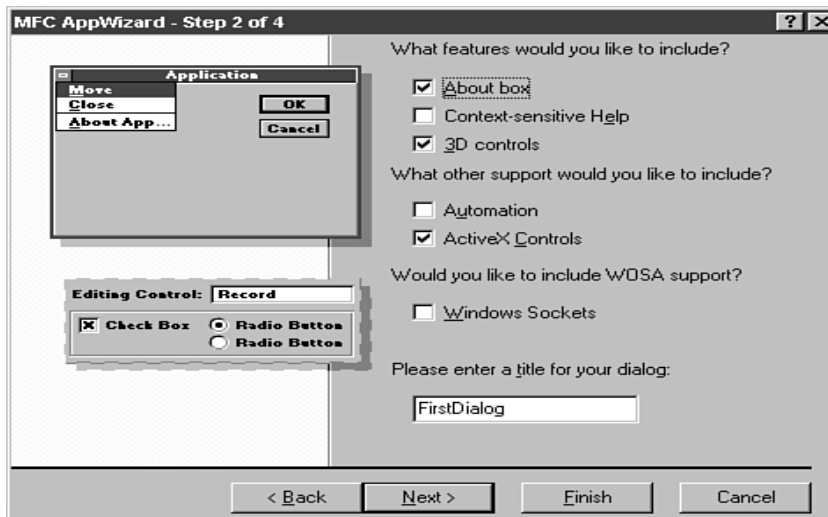 MFC AppWizard - Step 2 of 4
Application
Move
Close
About App...
OK
Cancel
Editing Control: Record
Check Box
Radio Button
Radio Button
What features would you like to include?
About box
Context-sensitive Help
3D controls
What other support would you like to include?
Automation
ActiveX Controls
Would you like to include WOSA support?
Windows Sockets
Please enter a title for your dialog:
FirstDialog
< Back
Next >
Finish
Cancel